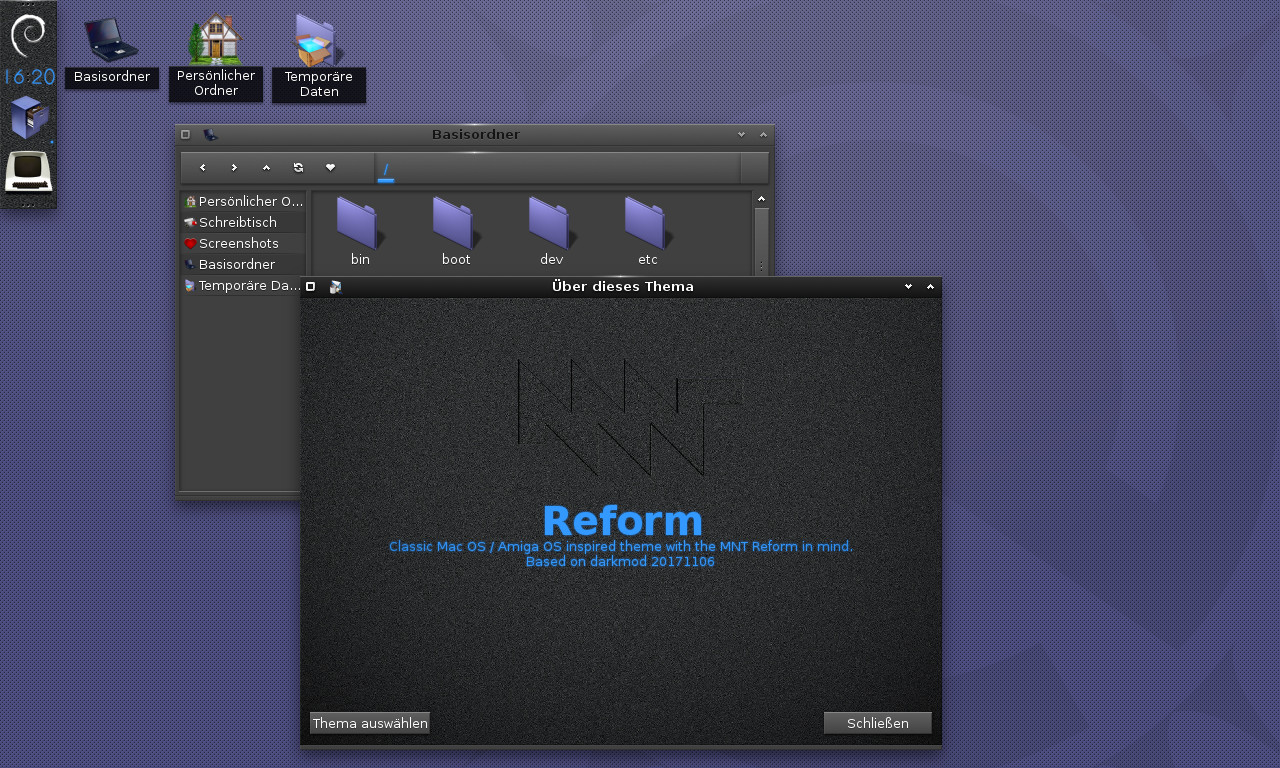 16:20
Basisordner
Persönlicher
Ordner
Temporäre
Daten
Basisordner
/
Persönlicher O...
Schreibtisch
Screenshots
Basisordner
Temporäre Da...
bin
boot
dev
etc
Über dieses Thema
Reform
Classic Mac OS / Amiga OS inspired theme with the MNT Reform in mind.
Based on darkmod 20171106
Thema auswählen
Schließen